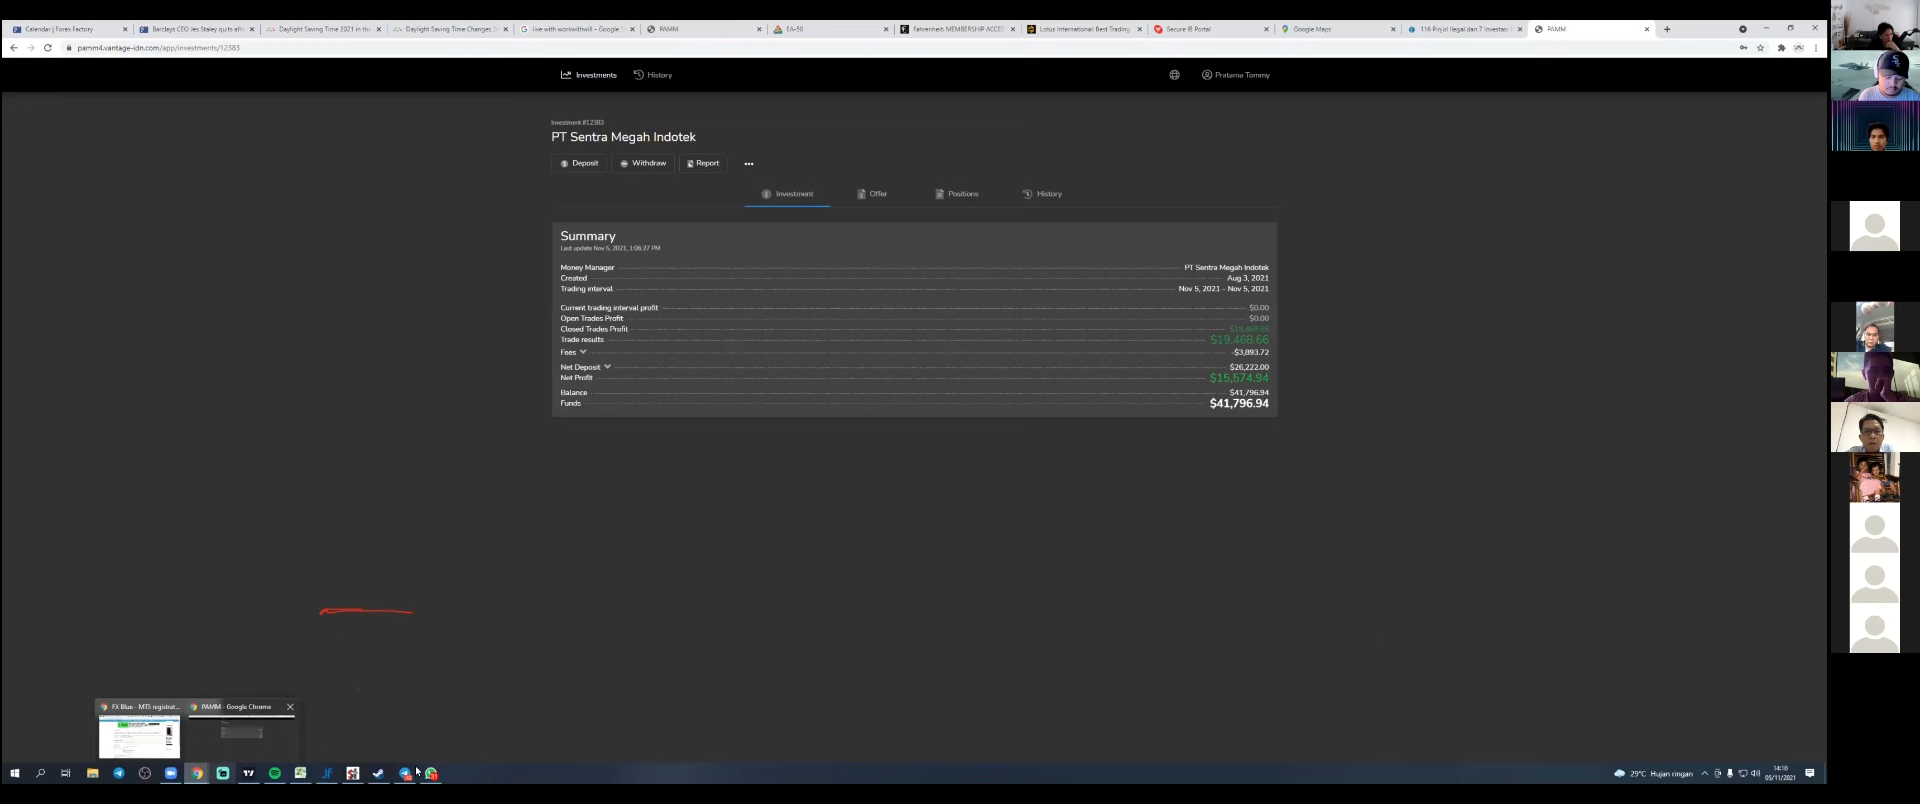 Calendar | Forex Factory
Barclays CEO Jes Staley quits aft
Daylight Saving Time 2021 in the
Daylight Saving Time Changes 2
live with workwithwill - Google S
PAMM
EA-50
Fahrenheit: MEMBERSHIP ACCE
Lotus International Best Trading
Secure IB Portal
Google Maps
116 Pinjol Ilegal dan 7 Investasi
PAMM
pamm4.vantage-idn.com/app/investments/12383
Investments History Pratama Tommy
Investment #12383
PT Sentra Megah Indotek
Deposit Withdraw Report •••
Investment Offer Positions History
Summary
Last update Nov 5, 2021, 1:06:27 PM
Money Manager PT Sentra Megah Indotek
Created Aug 3, 2021
Trading interval Nov 5, 2021 – Nov 5, 2021
Current trading interval profit $0.00
Open Trades Profit $0.00
Closed Trades Profit $19,468.66
Trade results $19,468.66
Fees -$3,893.72
Net Deposit $26,222.00
Net Profit $15,574.94
Balance $41,796.94
Funds $41,796.94
FX Blue - MT5 registrat... PAMM - Google Chrome
29°C Hujan ringan
14:10
05/11/2021